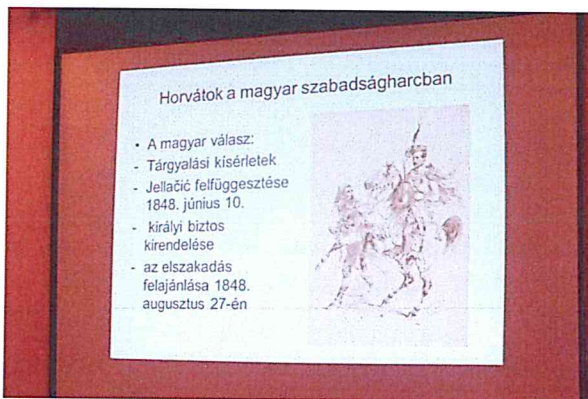 Horvátok a magyar szabadságharcban
• A magyar válasz:
- Tárgyalási kísérletek
- Jellačić felfüggesztése
1848. június 10.
- királyi biztos
kirendelése
- az elszakadás
felajánlása 1848.
augusztus 27-én